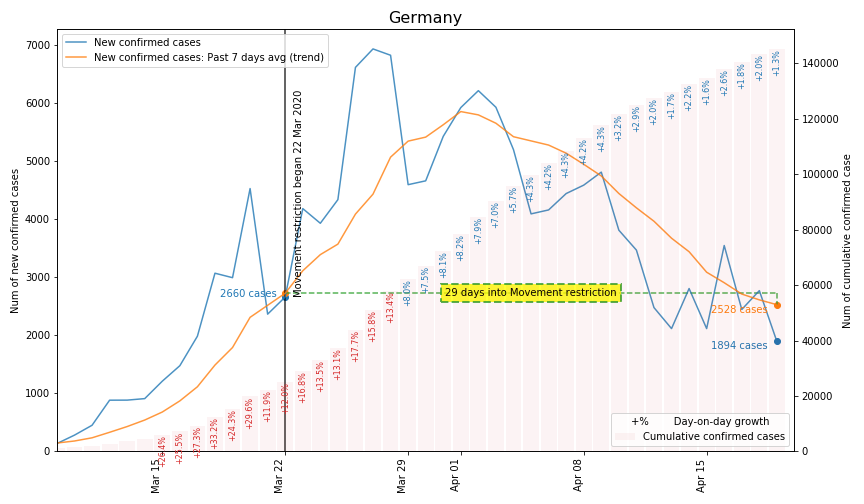 Germany
New confirmed cases
New confirmed cases: Past 7 days avg (trend)
Num of new confirmed cases
7000
6000
5000
4000
3000
2000
1000
0
140000
120000
100000
80000
60000
40000
20000
0
Num of cumulative confirmed case
Movement restriction began 22 Mar 2020
2660 cases
29 days into Movement restriction
2528 cases
1894 cases
+26.4%
+25.5%
+27.3%
+33.2%
+24.3%
+29.6%
+11.9%
+12.0%
+16.8%
+13.5%
+13.1%
+17.7%
+15.8%
+13.4%
+8.0%
+7.5%
+8.1%
+8.2%
+7.9%
+7.0%
+5.7%
+4.3%
+4.2%
+4.3%
+4.2%
+4.3%
+3.2%
+2.9%
+2.0%
+1.7%
+2.2%
+1.6%
+2.6%
+1.8%
+2.0%
+1.3%
+% Day-on-day growth
Cumulative confirmed cases
Mar 15
Mar 22
Mar 29
Apr 01
Apr 08
Apr 15